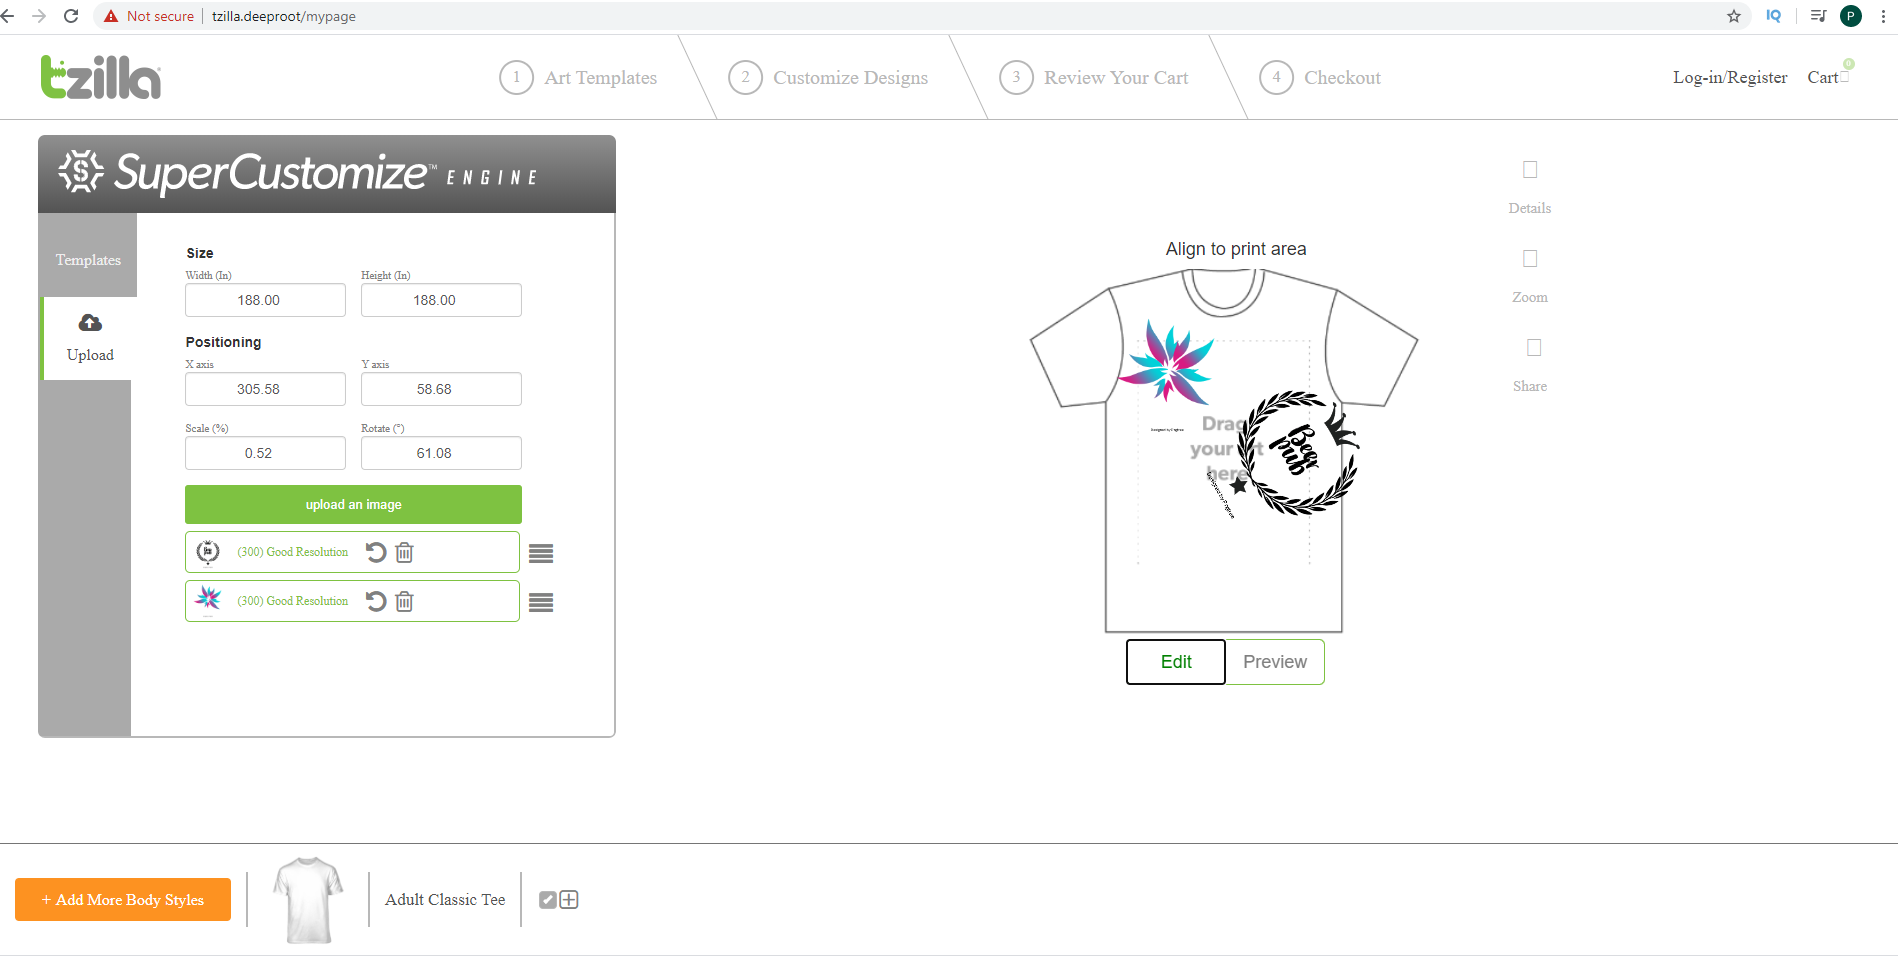 Not secure | tzilla.deeproot/mypage
IQ
P
tzilla
1 Art Templates
2 Customize Designs
3 Review Your Cart
4 Checkout
Log-in/Register
Cart
0
SuperCustomize™ ENGINE
Templates
Upload
Size
Width (In)
Height (In)
188.00
188.00
Positioning
X axis
Y axis
305.58
58.68
Scale (%)
Rotate (°)
0.52
61.08
upload an image
(300) Good Resolution
(300) Good Resolution
Align to print area
Drag
your art
here
Beer
pub
Edit
Preview
Details
Zoom
Share
+ Add More Body Styles
Adult Classic Tee